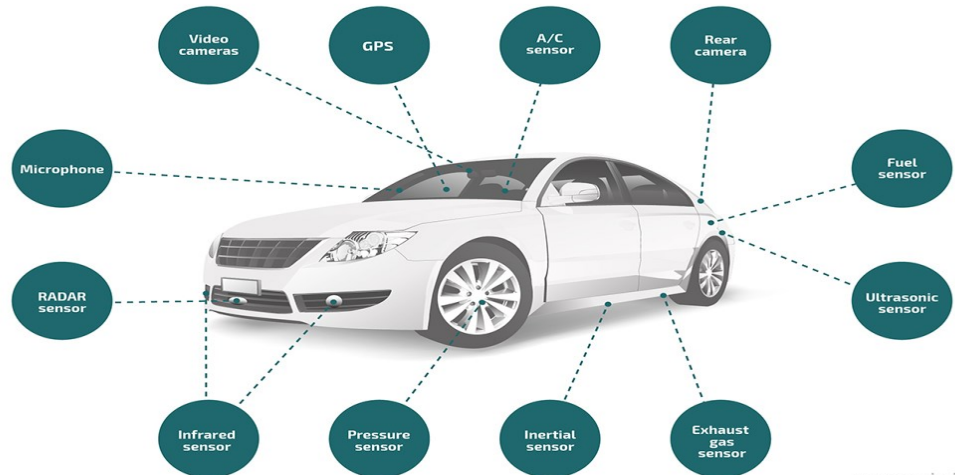 Video
cameras
GPS
A/C
sensor
Rear
camera
Microphone
Fuel
sensor
RADAR
sensor
Ultrasonic
sensor
Infrared
sensor
Pressure
sensor
Inertial
sensor
Exhaust
gas
sensor